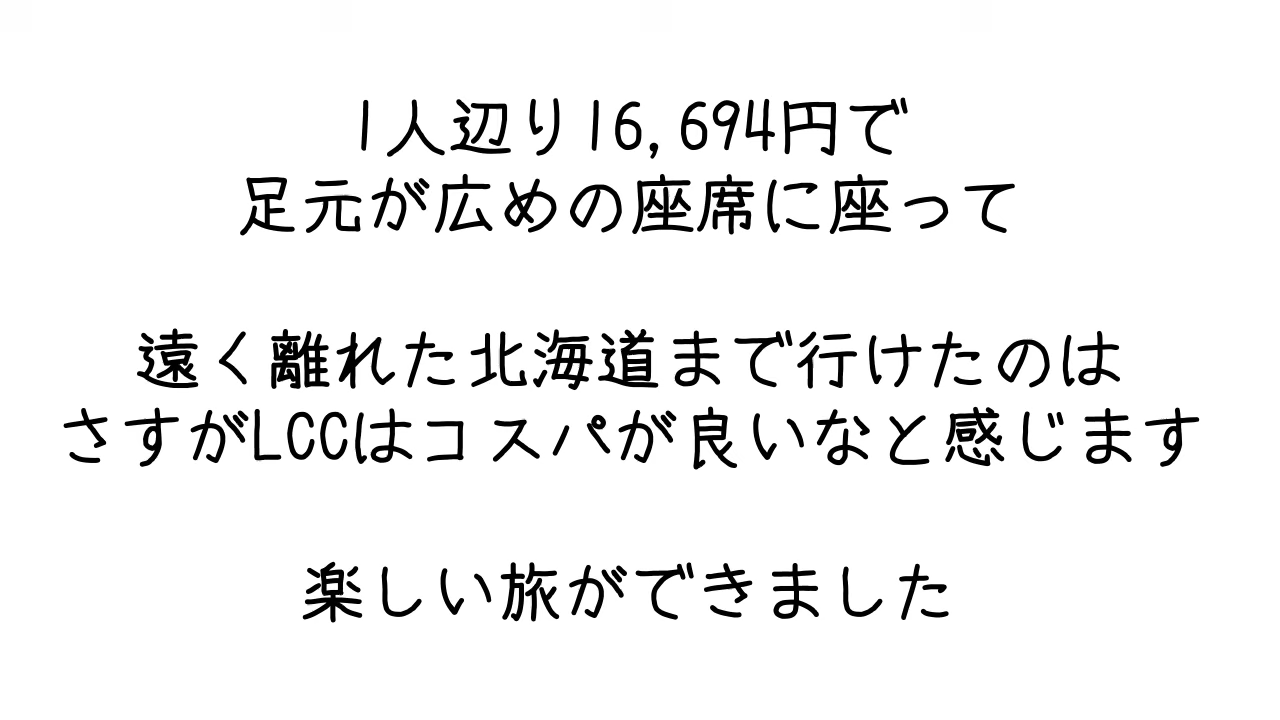 1人辺り16,694円で
足元が広めの座席に座って
遠く離れた北海道まで行けたのは
さすがLCCはコスパが良いなと感じます
楽しい旅ができました